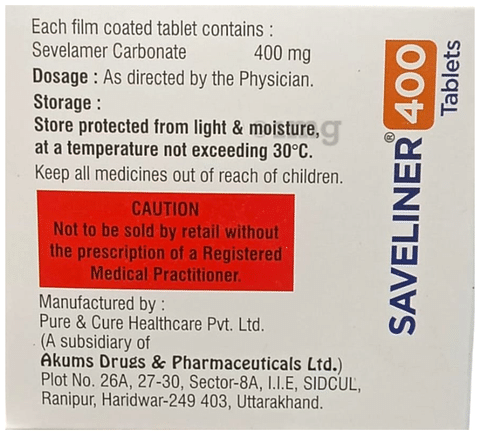 Each film coated tablet contains :
Sevelamer Carbonate 400 mg
Dosage : As directed by the Physician.
Storage :
Store protected from light & moisture,
at a temperature not exceeding 30°C.
Keep all medicines out of reach of children.
CAUTION
Not to be sold by retail without
the prescription of a Registered
Medical Practitioner.
Manufactured by :
Pure & Cure Healthcare Pvt. Ltd.
(A subsidiary of
Akums Drugs & Pharmaceuticals Ltd.)
Plot No. 26A, 27-30, Sector-8A, I.I.E, SIDCUL,
Ranipur, Haridwar-249 403, Uttarakhand.
SAVELINER® 400
Tablets